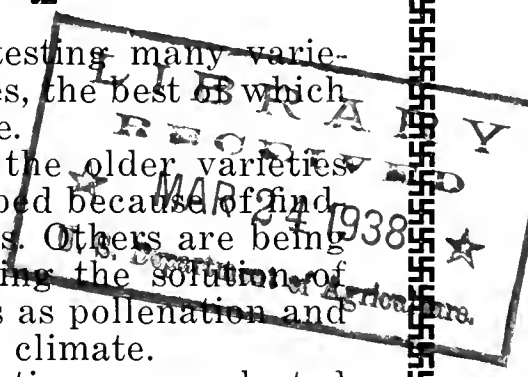 testing many varie-
es, the best of which
e.
the older varieties
ped because of find-
s. Others are being
ing the solution of
s as pollenation and
climate.
LIBRARY
RECEIVED
☆ MAR 24 1938 ☆
U. S. Department of Agriculture.